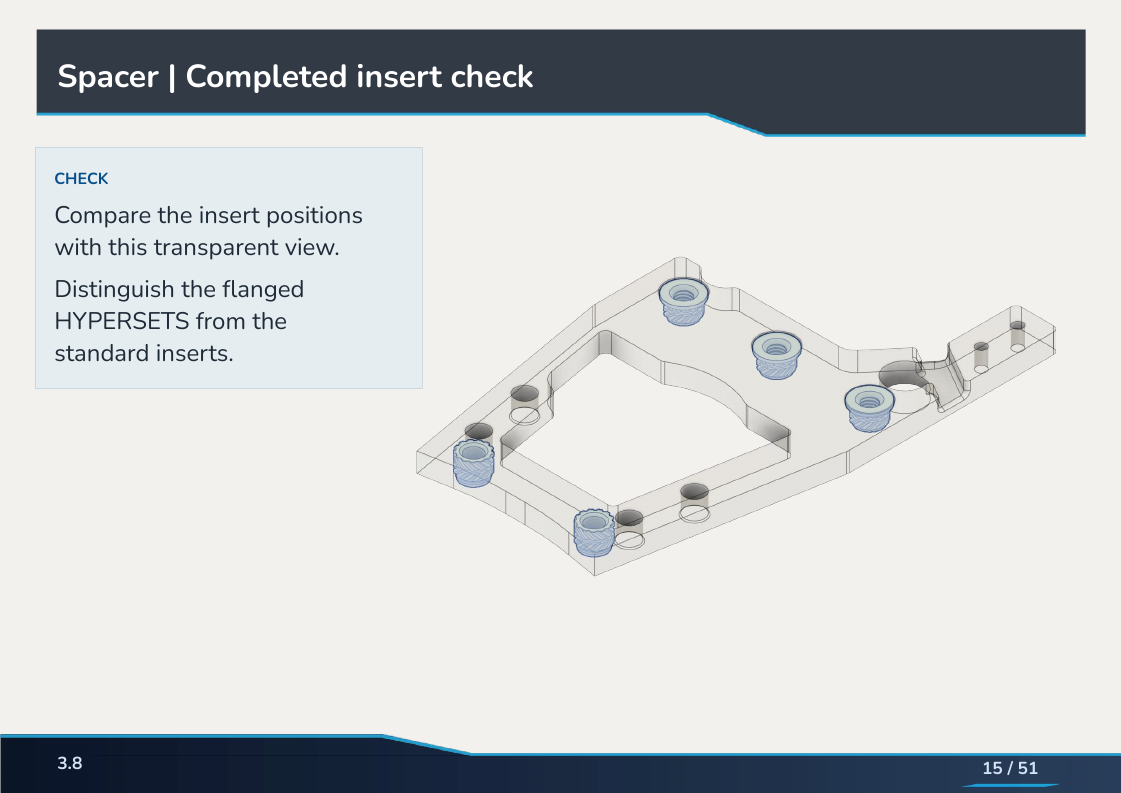 Spacer | Completed insert check
CHECK
Compare the insert positions
with this transparent view.
Distinguish the flanged
HYPERSETS from the
standard inserts.
3.8
15 / 51